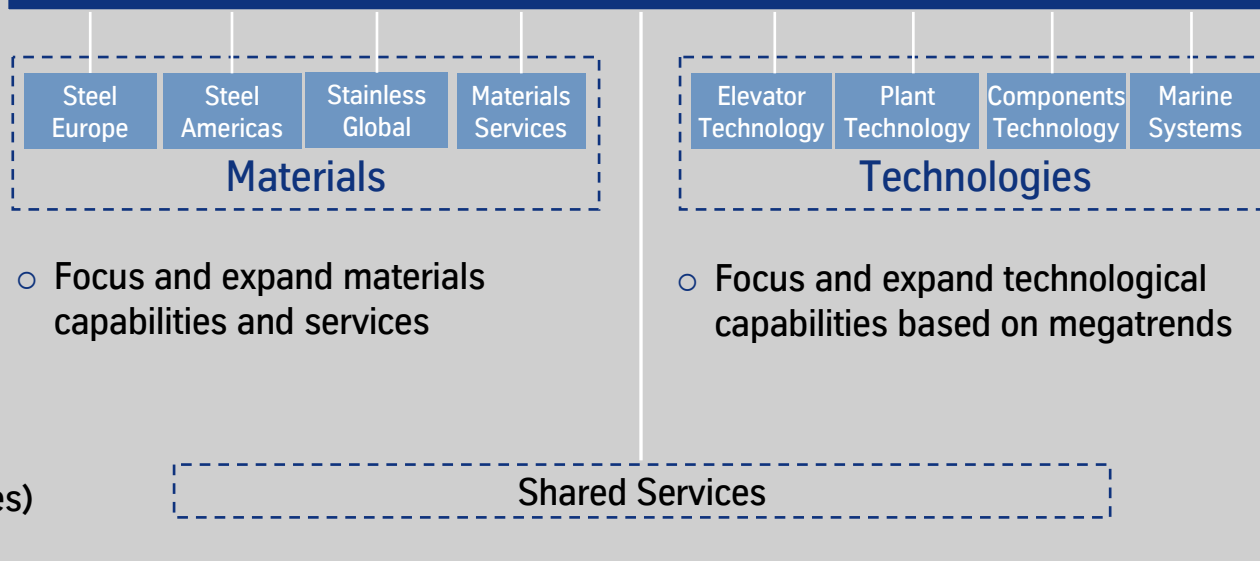 Steel
Europe
Steel
Americas
Stainless
Global
Materials
Services
Materials
Elevator
Technology
Plant
Technology
Components
Technology
Marine
Systems
Technologies
○ Focus and expand materials
capabilities and services
○ Focus and expand technological
capabilities based on megatrends
es)
Shared Services